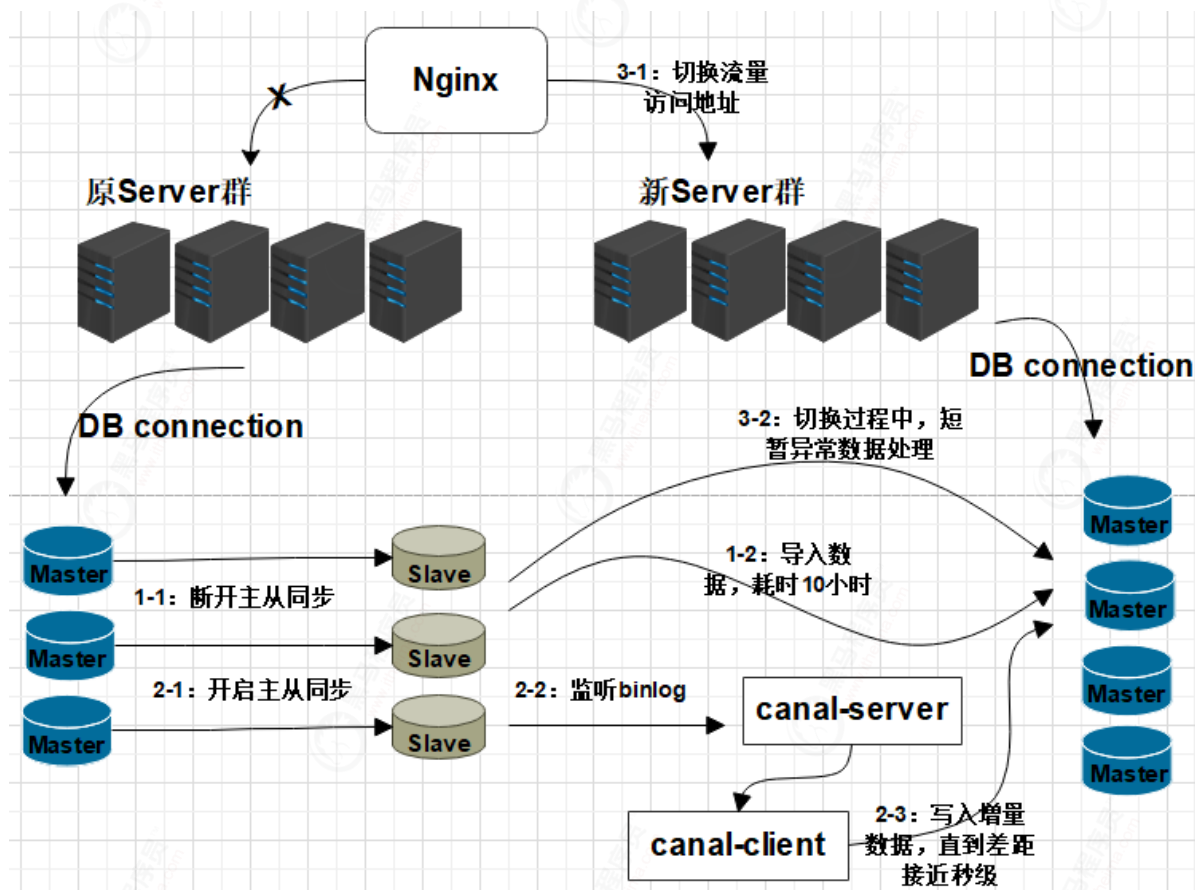 Nginx
3-1：切换流量
访问地址
X
原Server群
新Server群
DB connection
DB connection
3-2：切换过程中，短
暂异常数据处理
Master
Slave
Master
1-1：断开主从同步
1-2：导入数
据，耗时10小时
Master
Master
Slave
2-1：开启主从同步
2-2：监听binlog
canal-server
Master
Master
Slave
Master
canal-client
2-3：写入增量
数据，直到差距
接近秒级
黑马程序员